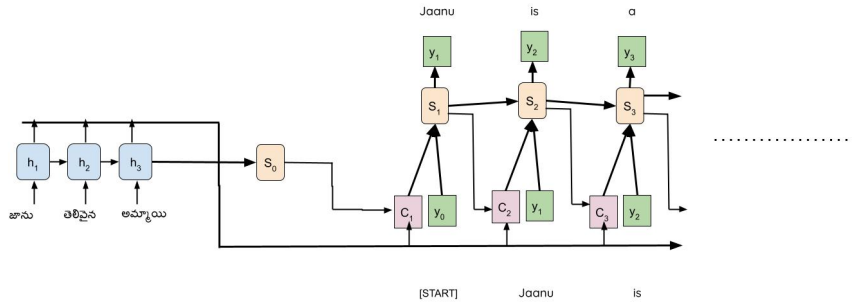 Jaanu is a
y1 y2 y3
S1 S2 S3
h1 h2 h3 S0
C1 y0 C2 y1 C3 y2
జాను తెలివైన అమ్మాయి
[START] Jaanu is